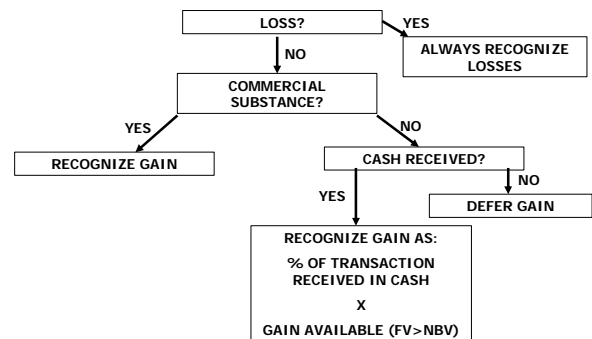 LOSS?
YES
ALWAYS RECOGNIZE
LOSSES
NO
COMMERCIAL
SUBSTANCE?
YES
NO
RECOGNIZE GAIN
CASH RECEIVED?
YES
NO
DEFER GAIN
RECOGNIZE GAIN AS:
% OF TRANSACTION
RECEIVED IN CASH
X
GAIN AVAILABLE (FV>NBV)